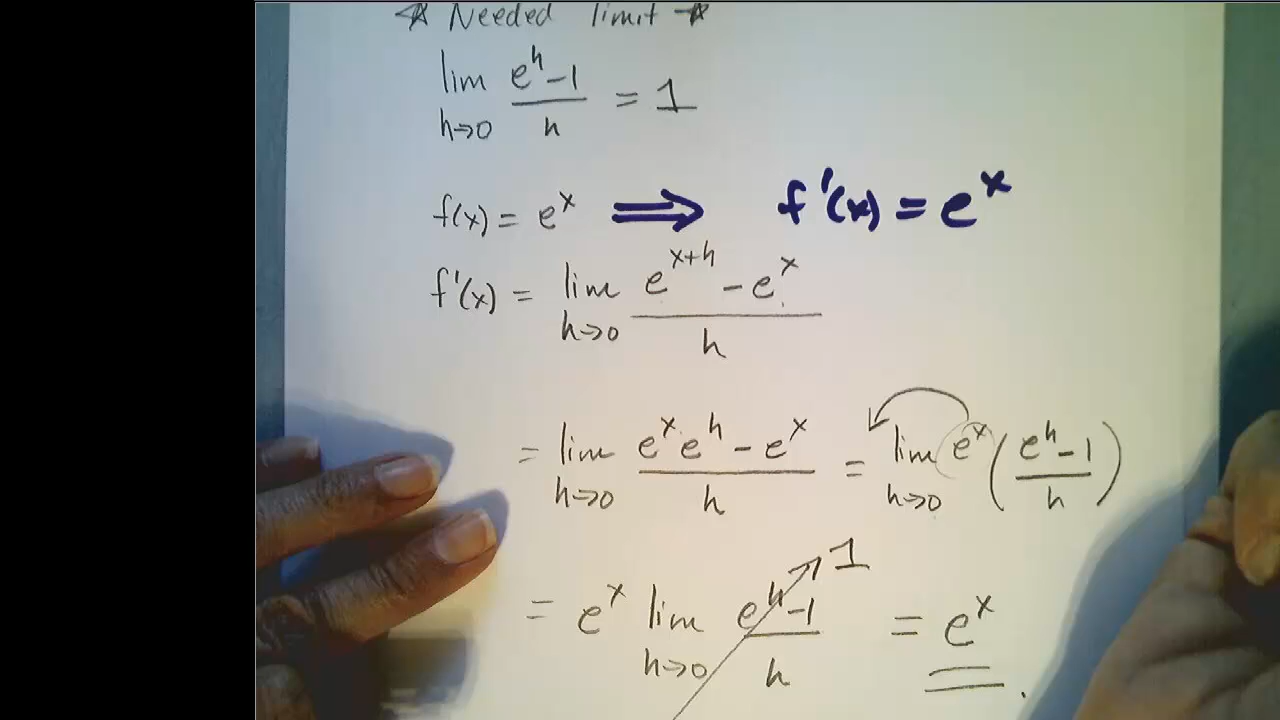 ☆ Needed limit ☆
lim h→0 (e^h - 1)/h = 1
f(x) = e^x ⟹ f'(x) = e^x
f'(x) = lim h→0 (e^(x+h) - e^x)/h
= lim h→0 (e^x e^h - e^x)/h = lim h→0 e^x ((e^h - 1)/h)
= e^x lim h→0 (e^h - 1)/h → 1 = e^x.